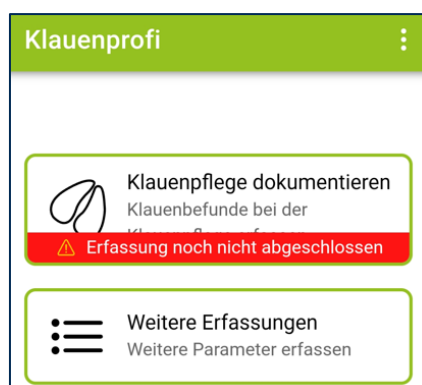 Klauenprofi
Klauenpflege dokumentieren
Klauenbefunde bei der
Erfassung noch nicht abgeschlossen
Weitere Erfassungen
Weitere Parameter erfassen